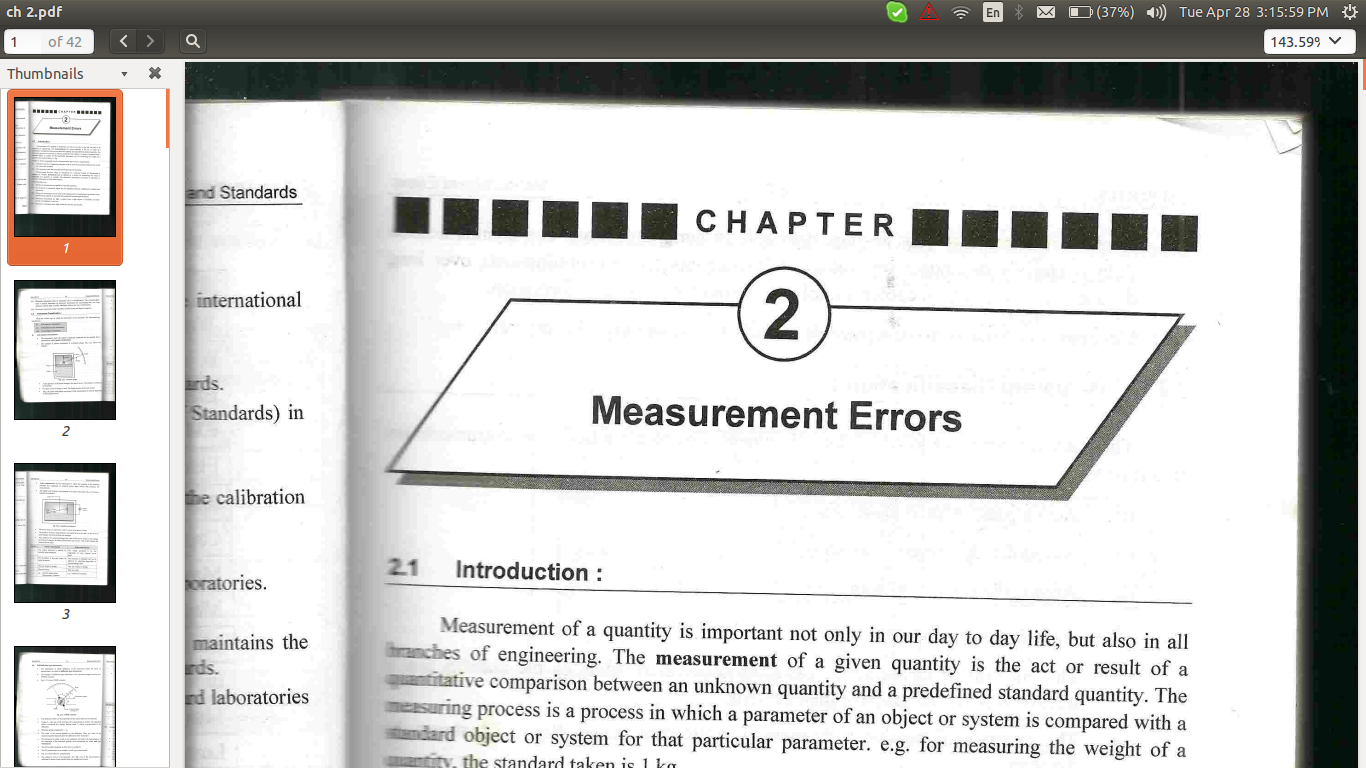 ch 2.pdf
En
(37%)
Tue Apr 28 3:15:59 PM
1
of 42
143.59%
Thumbnails
1
2
3
and Standards
international
ards.
Standards) in
the calibration
oratories.
maintains the
rds.
rd laboratories
CHAPTER
2
Measurement Errors
2.1 Introduction :
Measurement of a quantity is important not only in our day to day life, but also in all
branches of engineering. The measurement of a given quantity is the act or result of a
quantitative comparison between an unknown quantity and a predefined standard quantity. The
measuring process is a process in which a parameter of an object or system is compared with a
standard object or system for that particular parameter. e.g. for measuring the weight of a
quantity, the standard taken is 1 kg.